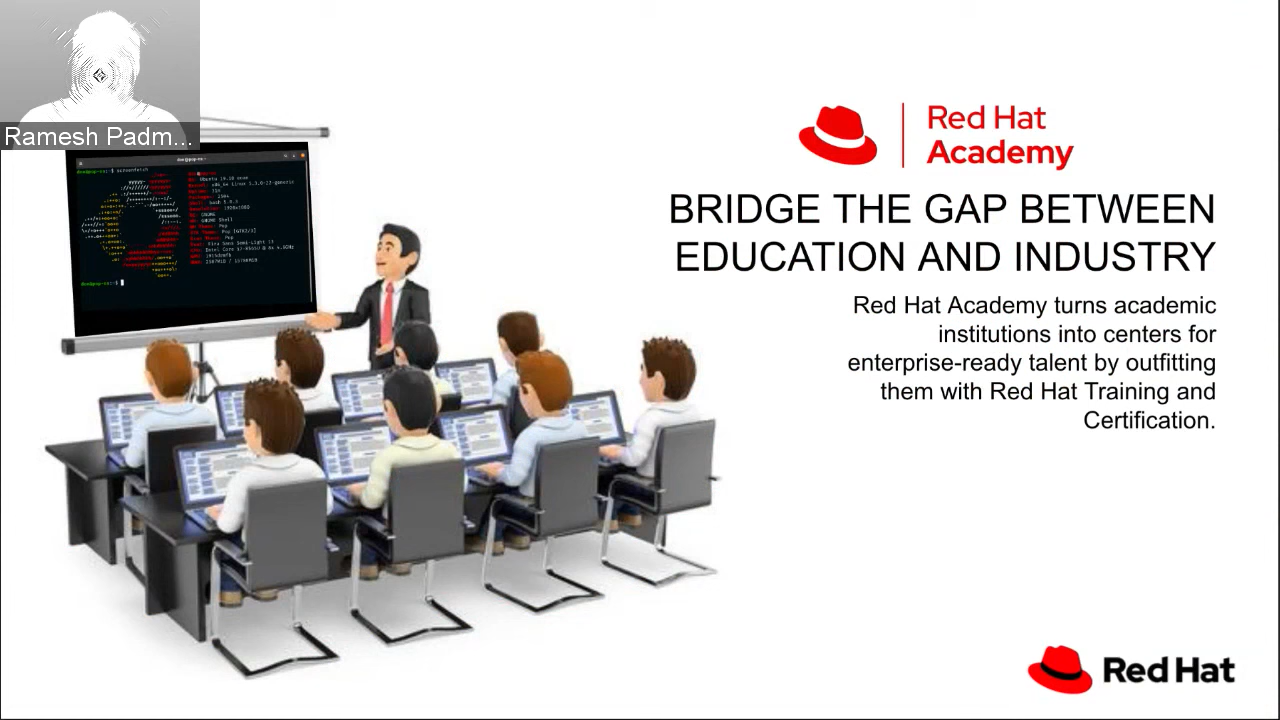 Ramesh Padm...
Red Hat
Academy
BRIDGE THE GAP BETWEEN
EDUCATION AND INDUSTRY
Red Hat Academy turns academic
institutions into centers for
enterprise-ready talent by outfitting
them with Red Hat Training and
Certification.
Red Hat